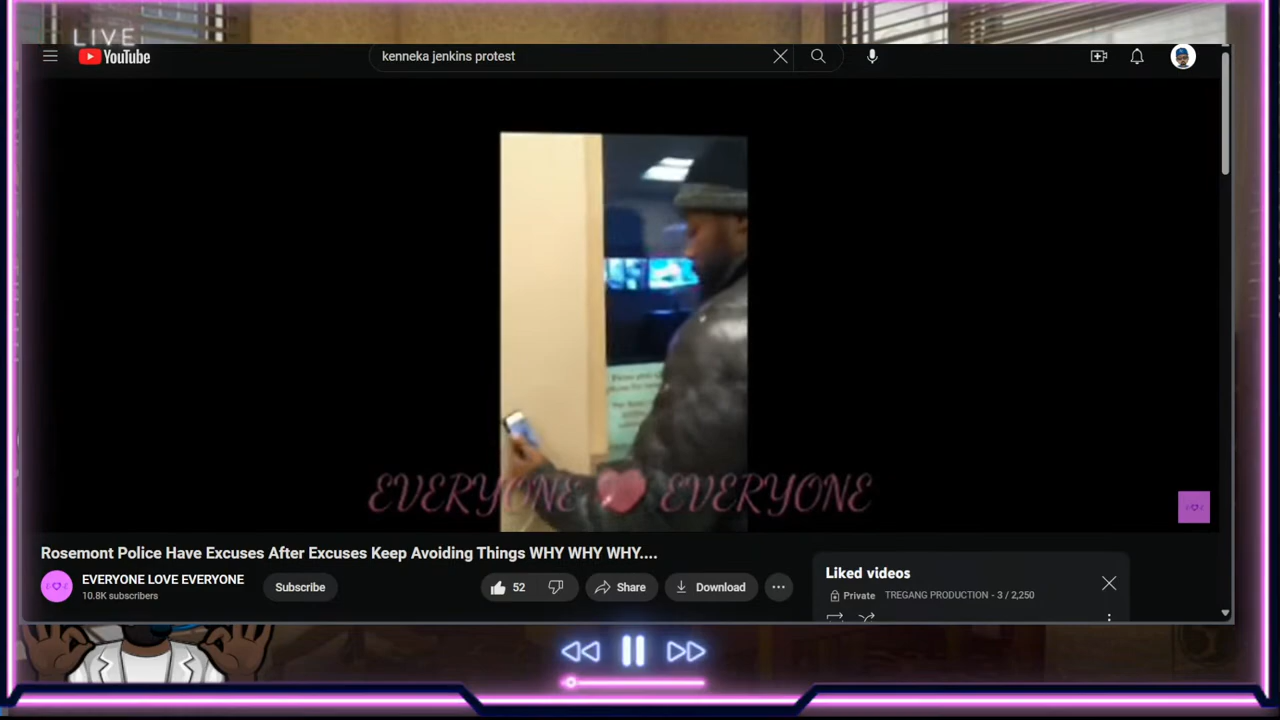 LIVE
YouTube
kenneka jenkins protest
EVERYONE EVERYONE
Rosemont Police Have Excuses After Excuses Keep Avoiding Things WHY WHY WHY....
EVERYONE LOVE EVERYONE
10.8K subscribers
Subscribe
52
Share
Download
Liked videos
Private TREGANG PRODUCTION - 3 / 2,250